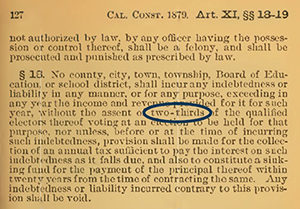 127 CAL. CONST. 1879. Art. XI, §§ 18-19
not authorized by law, by any officer having the posses-
sion or control thereof, shall be a felony, and shall be
prosecuted and punished as prescribed by law.
§ 18. No county, city, town, township, Board of Edu-
cation, or school district, shall incur any indebtedness or
liability in any manner, or for any purpose, exceeding in
any year the income and revenue provided for it for such
year, without the assent of two-thirds of the qualified
electors thereof voting at an election to be held for that
purpose, nor unless, before or at the time of incurring
such indebtedness, provision shall be made for the collec-
tion of an annual tax sufficient to pay the interest on such
indebtedness as it falls due, and also to constitute a sink-
ing fund for the payment of the principal thereof within
twenty years from the time of contracting the same. Any
indebtedness or liability incurred contrary to this provis-
ion shall be void.